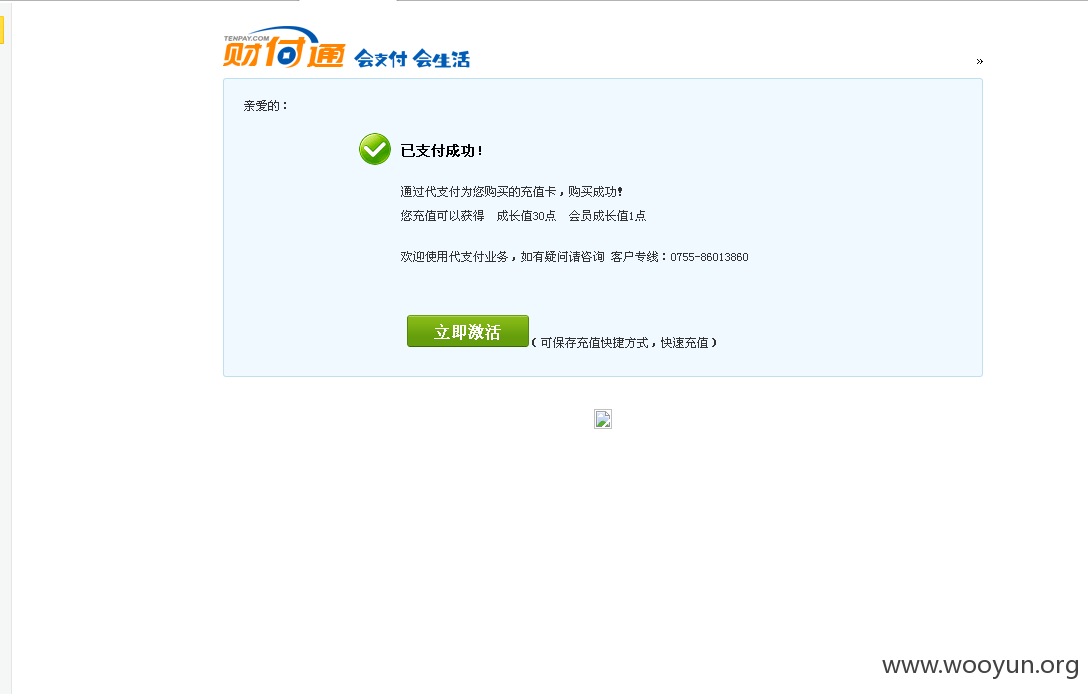 TENPAY.COM
财付通 会支付 会生活
»
亲爱的：
已支付成功！
通过代支付为您购买的充值卡，购买成功！
您充值可以获得 成长值30点 会员成长值1点
欢迎使用代支付业务，如有疑问请咨询 客户专线：0755-86013860
立即激活
（可保存充值快捷方式，快速充值）
www.wooyun.org